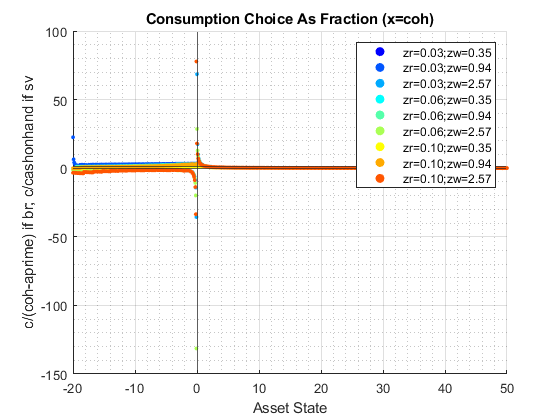 Consumption Choice As Fraction (x=coh)
100
50
0
-50
-100
-150
c/(coh-aprime) if br; c/cashonhand if sv
zr=0.03;zw=0.35
zr=0.03;zw=0.94
zr=0.03;zw=2.57
zr=0.06;zw=0.35
zr=0.06;zw=0.94
zr=0.06;zw=2.57
zr=0.10;zw=0.35
zr=0.10;zw=0.94
zr=0.10;zw=2.57
-20 -10 0 10 20 30 40 50
Asset State